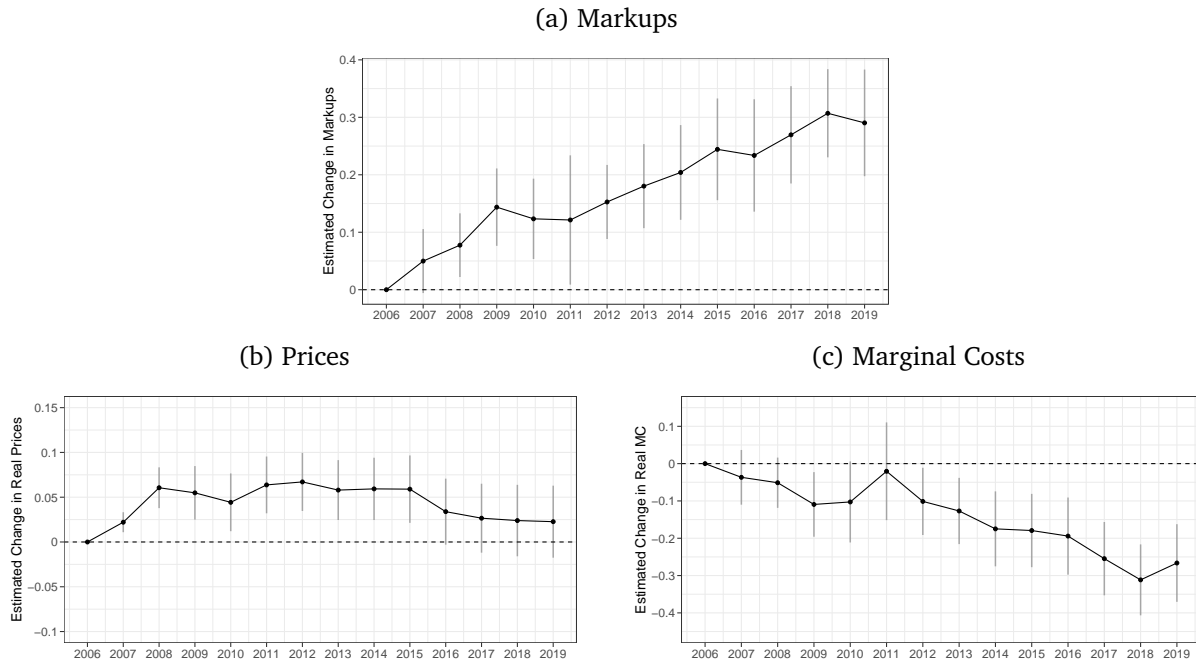 (a) Markups
Estimated Change in Markups
0.4
0.3
0.2
0.1
0
2006 2007 2008 2009 2010 2011 2012 2013 2014 2015 2016 2017 2018 2019
(b) Prices
Estimated Change in Real Prices
0.15
0.1
0.05
0
−0.05
−0.1
2006 2007 2008 2009 2010 2011 2012 2013 2014 2015 2016 2017 2018 2019
(c) Marginal Costs
Estimated Change in Real MC
0.1
0
−0.1
−0.2
−0.3
−0.4
2006 2007 2008 2009 2010 2011 2012 2013 2014 2015 2016 2017 2018 2019